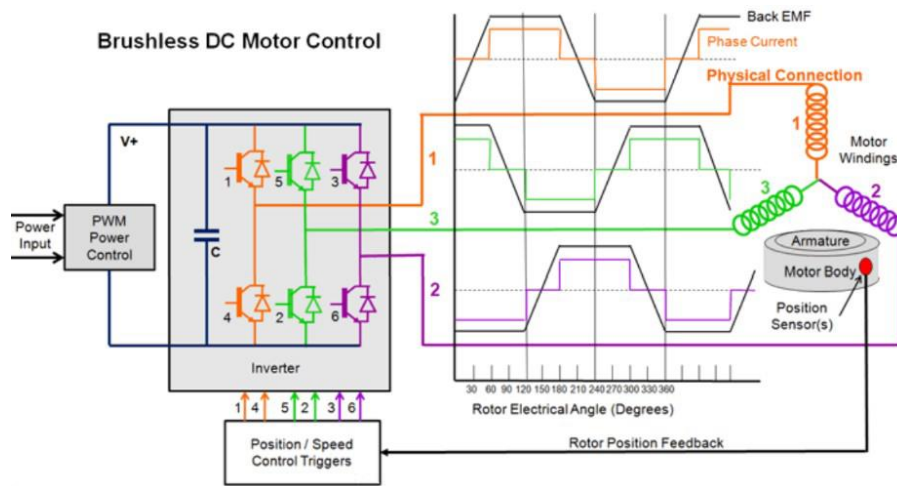 Brushless DC Motor Control
Back EMF
Phase Current
Physical Connection
V+
1
5
3
1
1
Motor
Windings
3
2
Power
Input
PWM
Power
Control
C
3
Armature
Motor Body
4
2
6
2
Position
Sensor(s)
Inverter
30 60 90 120 150 180 210 240 270 300 330 360
Rotor Electrical Angle (Degrees)
1 4 5 2 3 6
Position / Speed
Control Triggers
Rotor Position Feedback